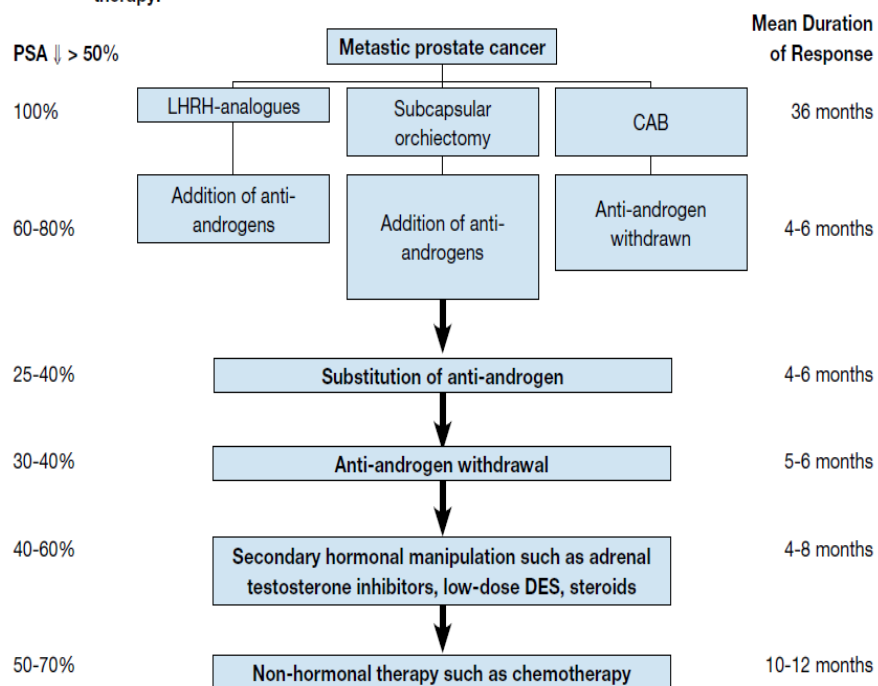 therapy.
Mean Duration
PSA ⇓ > 50%
Metastic prostate cancer
of Response
100%
LHRH-analogues
Subcapsular
orchiectomy
CAB
36 months
60-80%
Addition of anti-
androgens
Addition of anti-
androgens
Anti-androgen
withdrawn
4-6 months
25-40%
Substitution of anti-androgen
4-6 months
30-40%
Anti-androgen withdrawal
5-6 months
40-60%
Secondary hormonal manipulation such as adrenal
testosterone inhibitors, low-dose DES, steroids
4-8 months
50-70%
Non-hormonal therapy such as chemotherapy
10-12 months